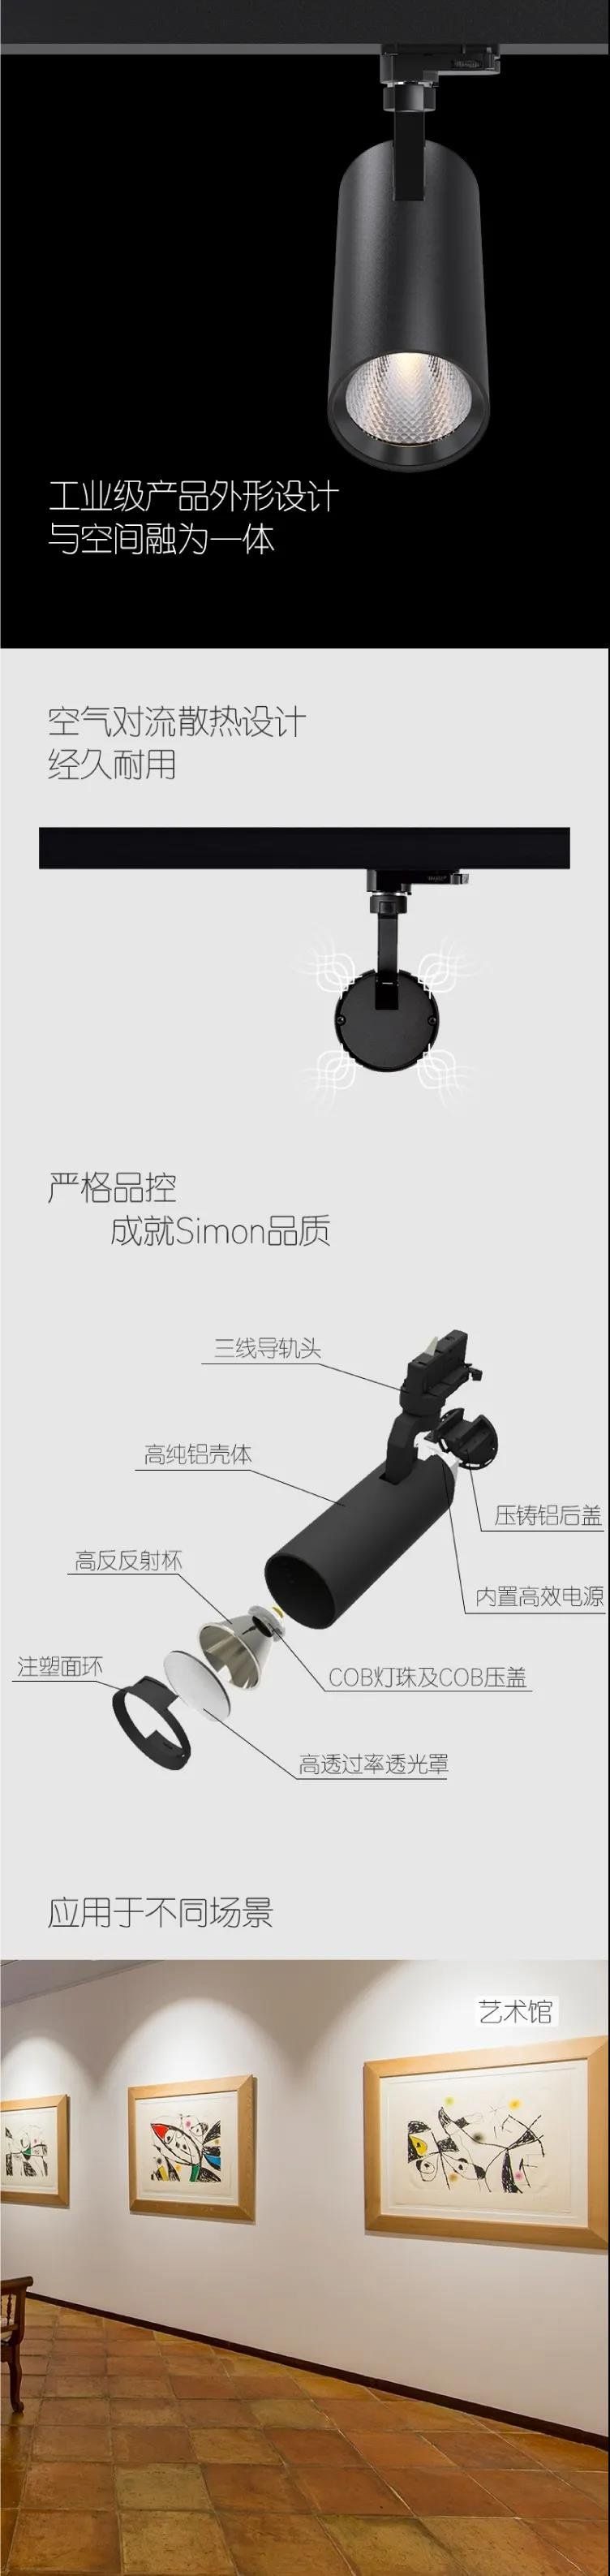 工业级产品外形设计
与空间融为一体
空气对流散热设计
经久耐用
严格品控
成就Simon品质
三线导轨头
高纯铝壳体
压铸铝后盖
高反反射杯
内置高效电源
注塑面环
COB灯珠及COB压盖
高透过率透光罩
应用于不同场景
艺术馆